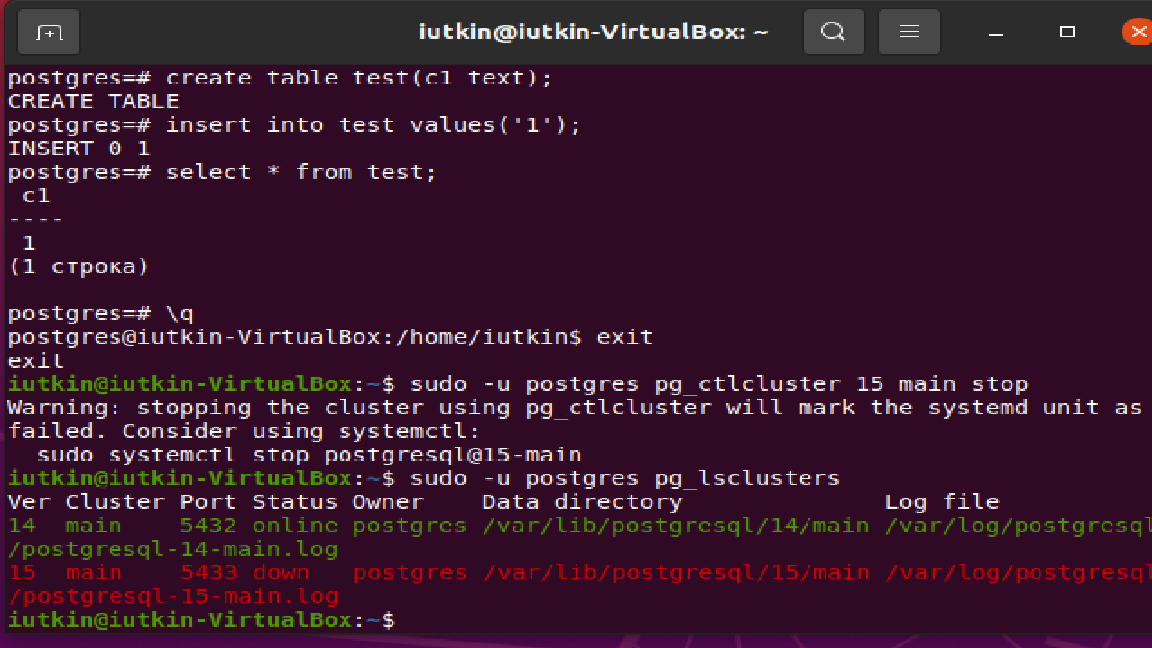 iutkin@iutkin-VirtualBox: ~
postgres=# create table test(c1 text);
CREATE TABLE
postgres=# insert into test values('1');
INSERT 0 1
postgres=# select * from test;
c1
----
1
(1 строка)
postgres=# \q
postgres@iutkin-VirtualBox:/home/iutkin$ exit
exit
iutkin@iutkin-VirtualBox:~$ sudo -u postgres pg_ctlcluster 15 main stop
Warning: stopping the cluster using pg_ctlcluster will mark the systemd unit as
failed. Consider using systemctl:
sudo systemctl stop postgresql@15-main
iutkin@iutkin-VirtualBox:~$ sudo -u postgres pg_lsclusters
Ver Cluster Port Status Owner    Data directory              Log file
14  main    5432 online postgres /var/lib/postgresql/14/main /var/log/postgresql
/postgresql-14-main.log
15  main    5433 down   postgres /var/lib/postgresql/15/main /var/log/postgresql
/postgresql-15-main.log
iutkin@iutkin-VirtualBox:~$